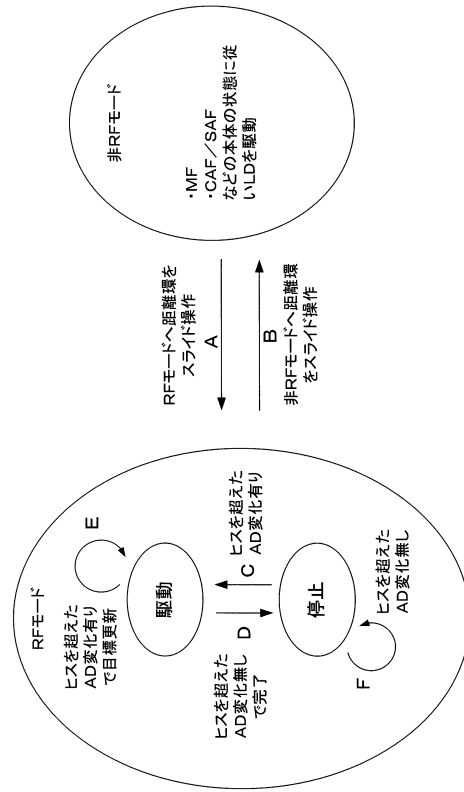 RFモード
ヒスを超えた
AD変化有り
で目標更新
E
駆動
ヒスを超えた
AD変化無し
で完了
D
C
ヒスを超えた
AD変化有り
停止
F
ヒスを超えた
AD変化無し
RFモードへ距離環を
スライド操作
A
B
非RFモードへ距離環
をスライド操作
非RFモード
・MF
・CAF／SAF
などの本体の状態に従
いLDを駆動